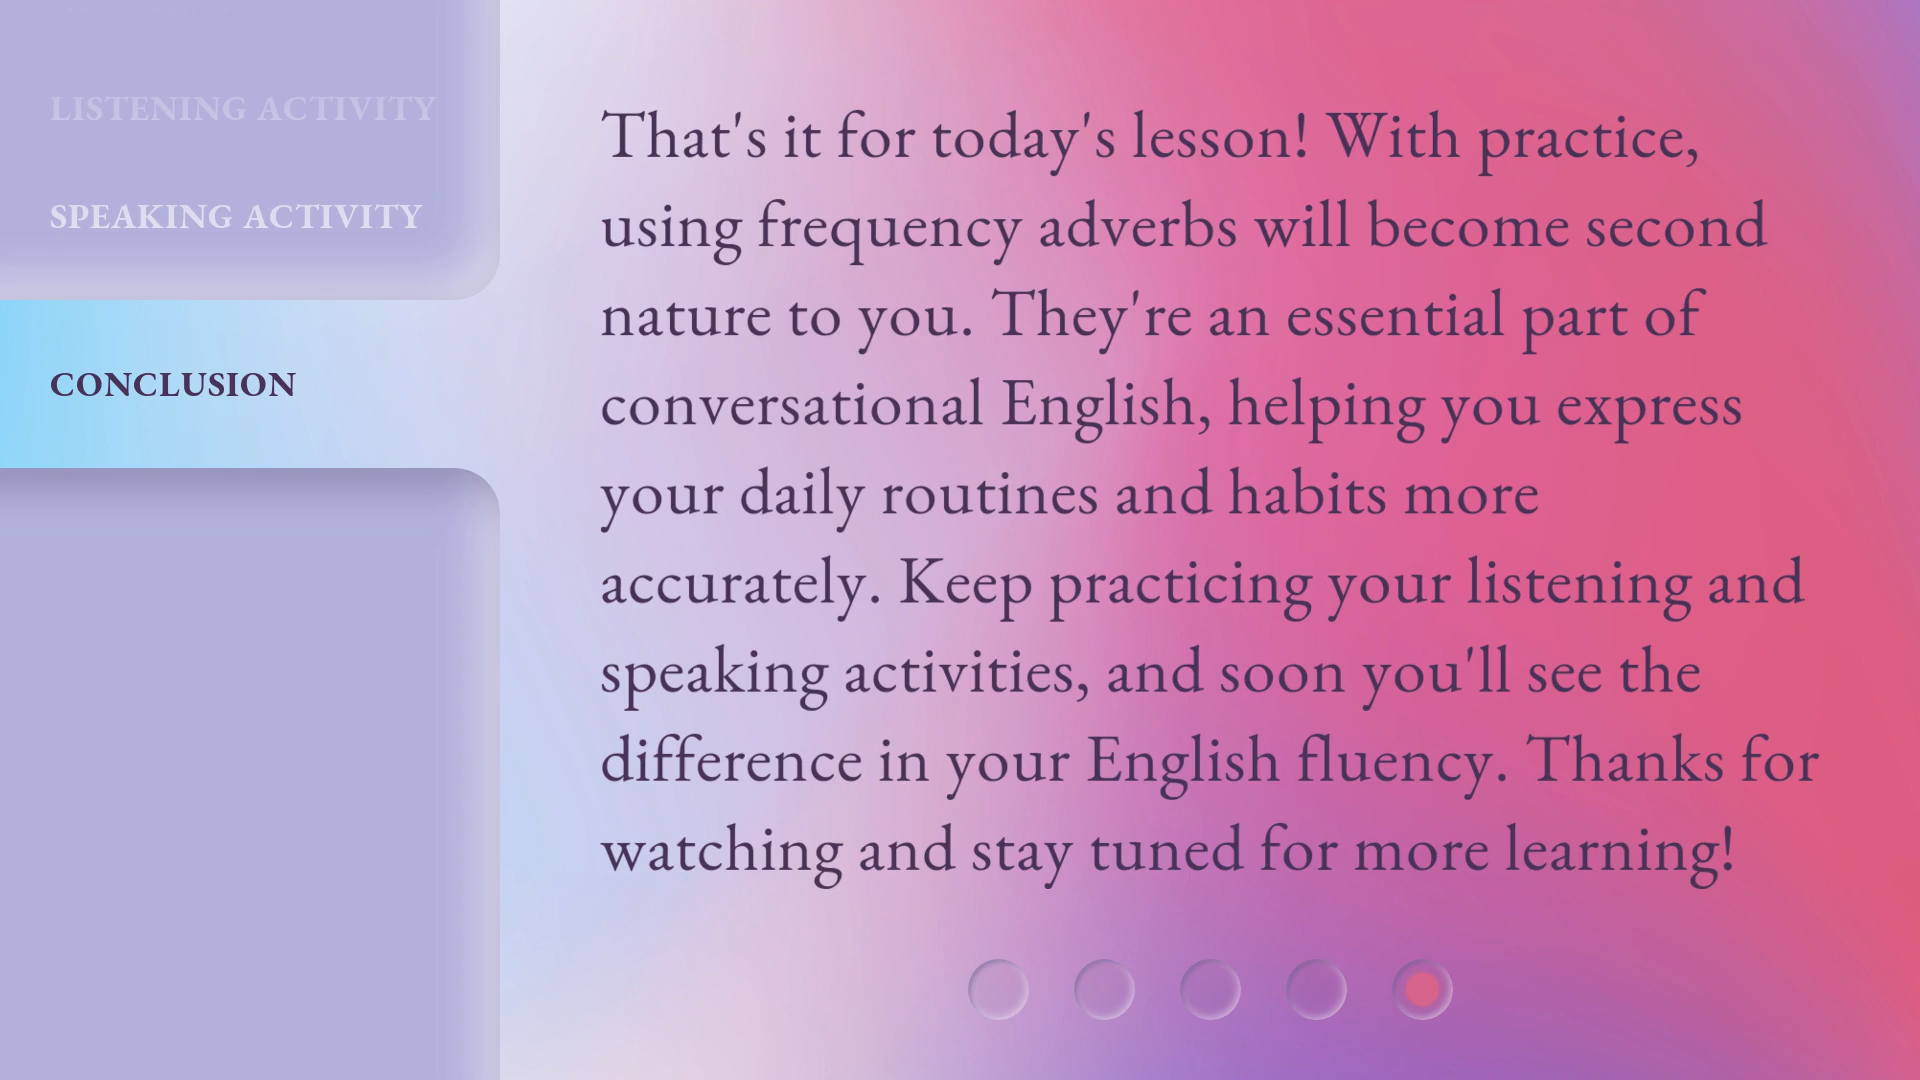 LISTENING ACTIVITY
SPEAKING ACTIVITY
CONCLUSION
That's it for today's lesson! With practice,
using frequency adverbs will become second
nature to you. They're an essential part of
conversational English, helping you express
your daily routines and habits more
accurately. Keep practicing your listening and
speaking activities, and soon you'll see the
difference in your English fluency. Thanks for
watching and stay tuned for more learning!